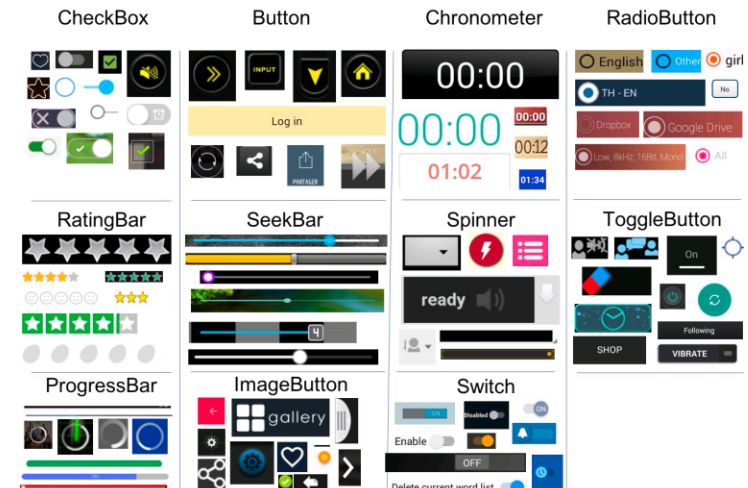 CheckBox
Button
Chronometer
RadioButton
INPUT
Log in
PARTAGER
00:00
00:00
00:00
00:12
01:02
01:34
English
Other
girl
TH - EN
No
Dropbox
Google Drive
Low, 8kHz, 16Bit, Mono
All
RatingBar
SeekBar
Spinner
ToggleButton
4
ready
On
Following
SHOP
VIBRATE
ProgressBar
ImageButton
Switch
gallery
ON
Disabled
ON
Enable
OFF
Delete current word list